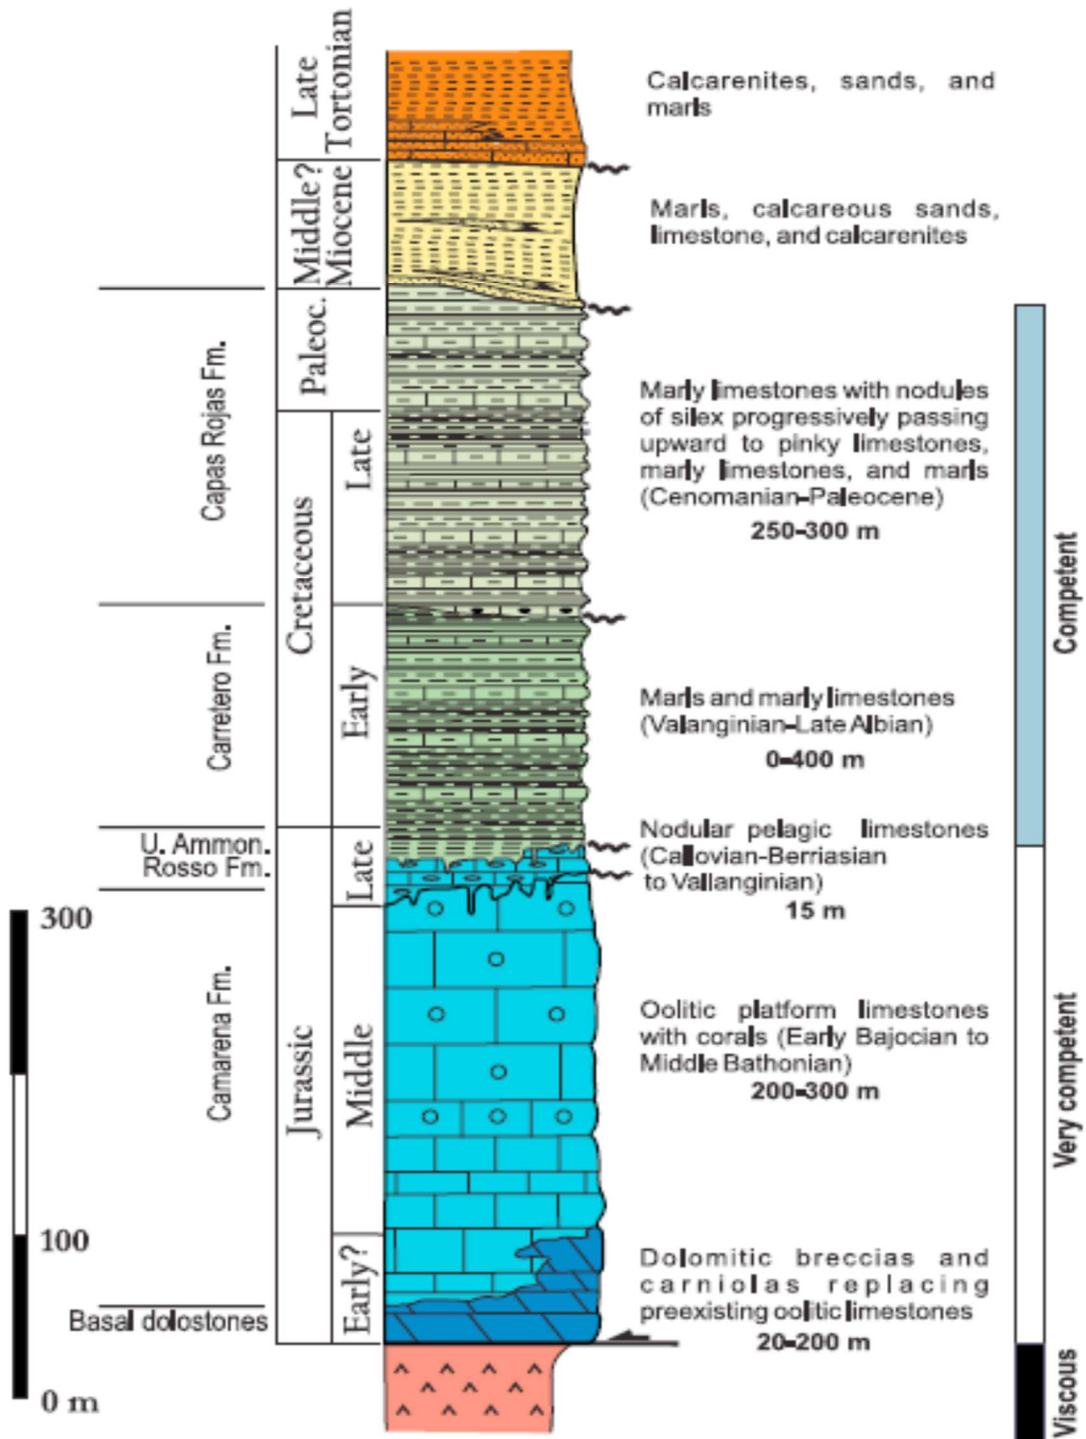 Late
Tortonian
Calcarenites, sands, and
marls
Middle?
Miocene
Marls, calcareous sands,
limestone, and calcarenites
Capas Rojas Fm.
Paleoc.
Late
Marly limestones with nodules
of silex progressively passing
upward to pinky limestones,
marly limestones, and marls
(Cenomanian-Paleocene)
250-300 m
Cretaceous
Competent
Carretero Fm.
Early
Marls and marly limestones
(Valanginian-Late Albian)
0-400 m
U. Ammon.
Rosso Fm.
Late
Nodular pelagic limestones
(Callovian-Berriasian
to Vallanginian)
15 m
300
Camarena Fm.
Jurassic
Middle
Oolitic platform limestones
with corals (Early Bajocian to
Middle Bathonian)
200-300 m
Very competent
100
Early?
Dolomitic breccias and
carniolas replacing
preexisting oolitic limestones
20-200 m
Basal dolostones
0 m
Viscous